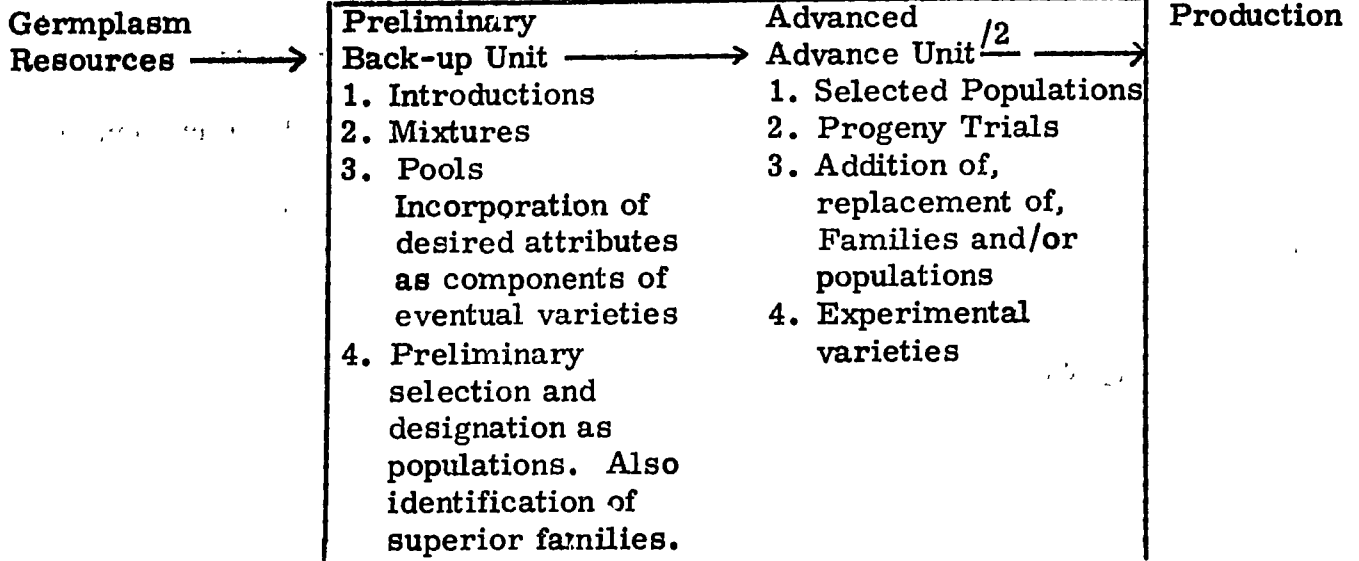 Germplasm
Resources
Preliminary
Back-up Unit
1. Introductions
2. Mixtures
3. Pools
Incorporation of
desired attributes
as components of
eventual varieties
4. Preliminary
selection and
designation as
populations. Also
identification of
superior families.
Advanced
Advance Unit /2
1. Selected Populations
2. Progeny Trials
3. Addition of,
replacement of,
Families and/or
populations
4. Experimental
varieties
Production